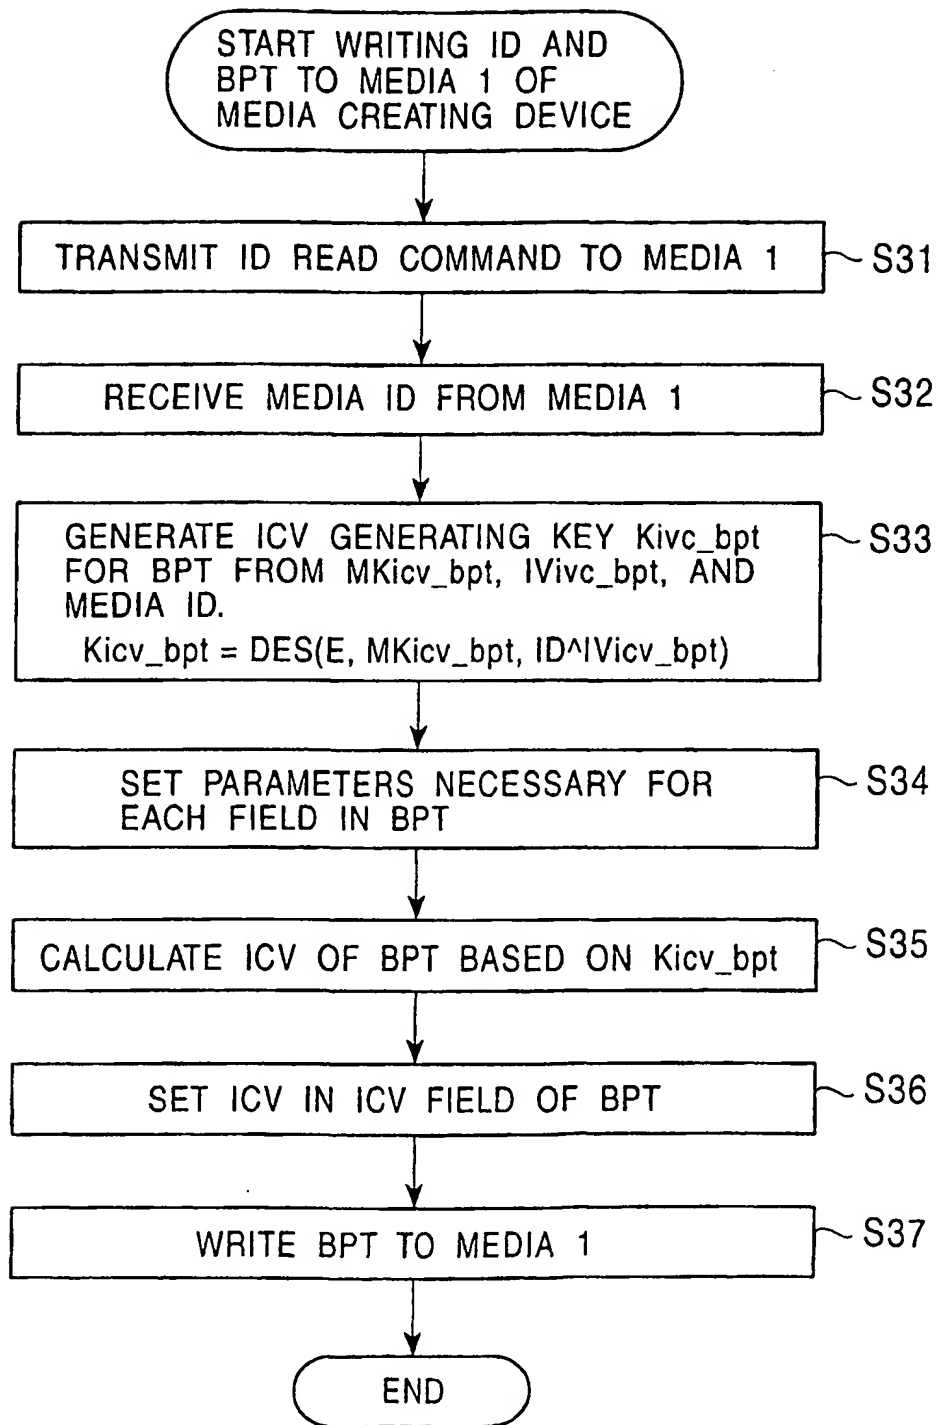 START WRITING ID AND
BPT TO MEDIA 1 OF
MEDIA CREATING DEVICE
TRANSMIT ID READ COMMAND TO MEDIA 1
S31
RECEIVE MEDIA ID FROM MEDIA 1
S32
GENERATE ICV GENERATING KEY Kivc_bpt
FOR BPT FROM MKicv_bpt, IVivc_bpt, AND
MEDIA ID.
Kicv_bpt = DES(E, MKicv_bpt, ID^IVicv_bpt)
S33
SET PARAMETERS NECESSARY FOR
EACH FIELD IN BPT
S34
CALCULATE ICV OF BPT BASED ON Kicv_bpt
S35
SET ICV IN ICV FIELD OF BPT
S36
WRITE BPT TO MEDIA 1
S37
END